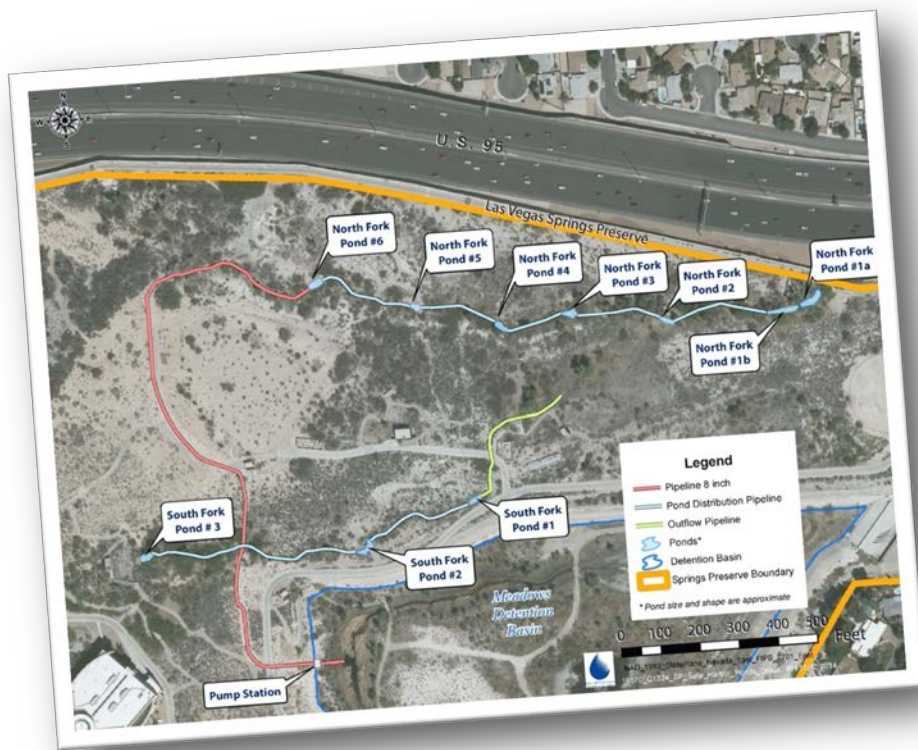 N
W
E
S
U.S. 95
Las Vegas Springs Preserve
North Fork
Pond #6
North Fork
Pond #5
North Fork
Pond #4
North Fork
Pond #3
North Fork
Pond #2
North Fork
Pond #1a
North Fork
Pond #1b
South Fork
Pond # 3
South Fork
Pond #2
South Fork
Pond #1
Meadows
Detention
Basin
Pump Station
Legend
Pipeline 8 inch
Pond Distribution Pipeline
Outflow Pipeline
Ponds*
Detention Basin
Springs Preserve Boundary
* Pond size and shape are approximate
0 100 200 300 400 500
Feet